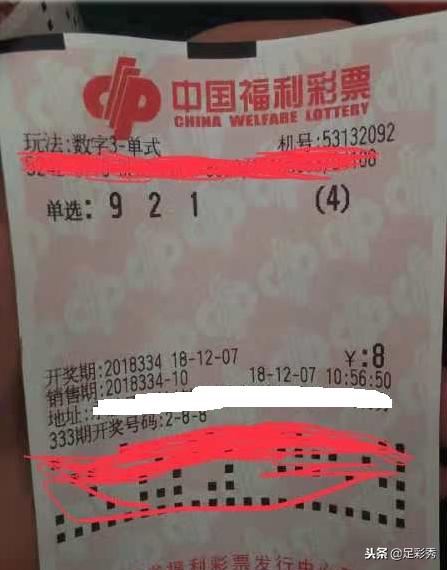 中国福利彩票
CHINA WELFARE LOTTERY
玩法:数字3-单式 机号:53132092
单选: 9 2 1 (4)
开奖期:2018334 18-12-07 ¥:8
销售期:2018334-10 18-12-07 10:56:50
地址:
333期开奖号码:2-8-8
福利彩票发行中心
头条 @足彩秀